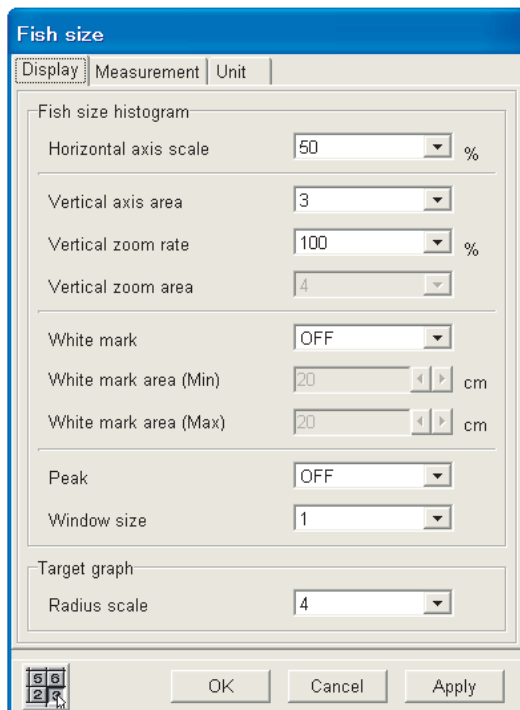 Fish size
Display Measurement Unit
Fish size histogram
Horizontal axis scale 50 %
Vertical axis area 3
Vertical zoom rate 100 %
Vertical zoom area 4
White mark OFF
White mark area (Min) 20 cm
White mark area (Max) 20 cm
Peak OFF
Window size 1
Target graph
Radius scale 4
5 6
2
OK Cancel Apply